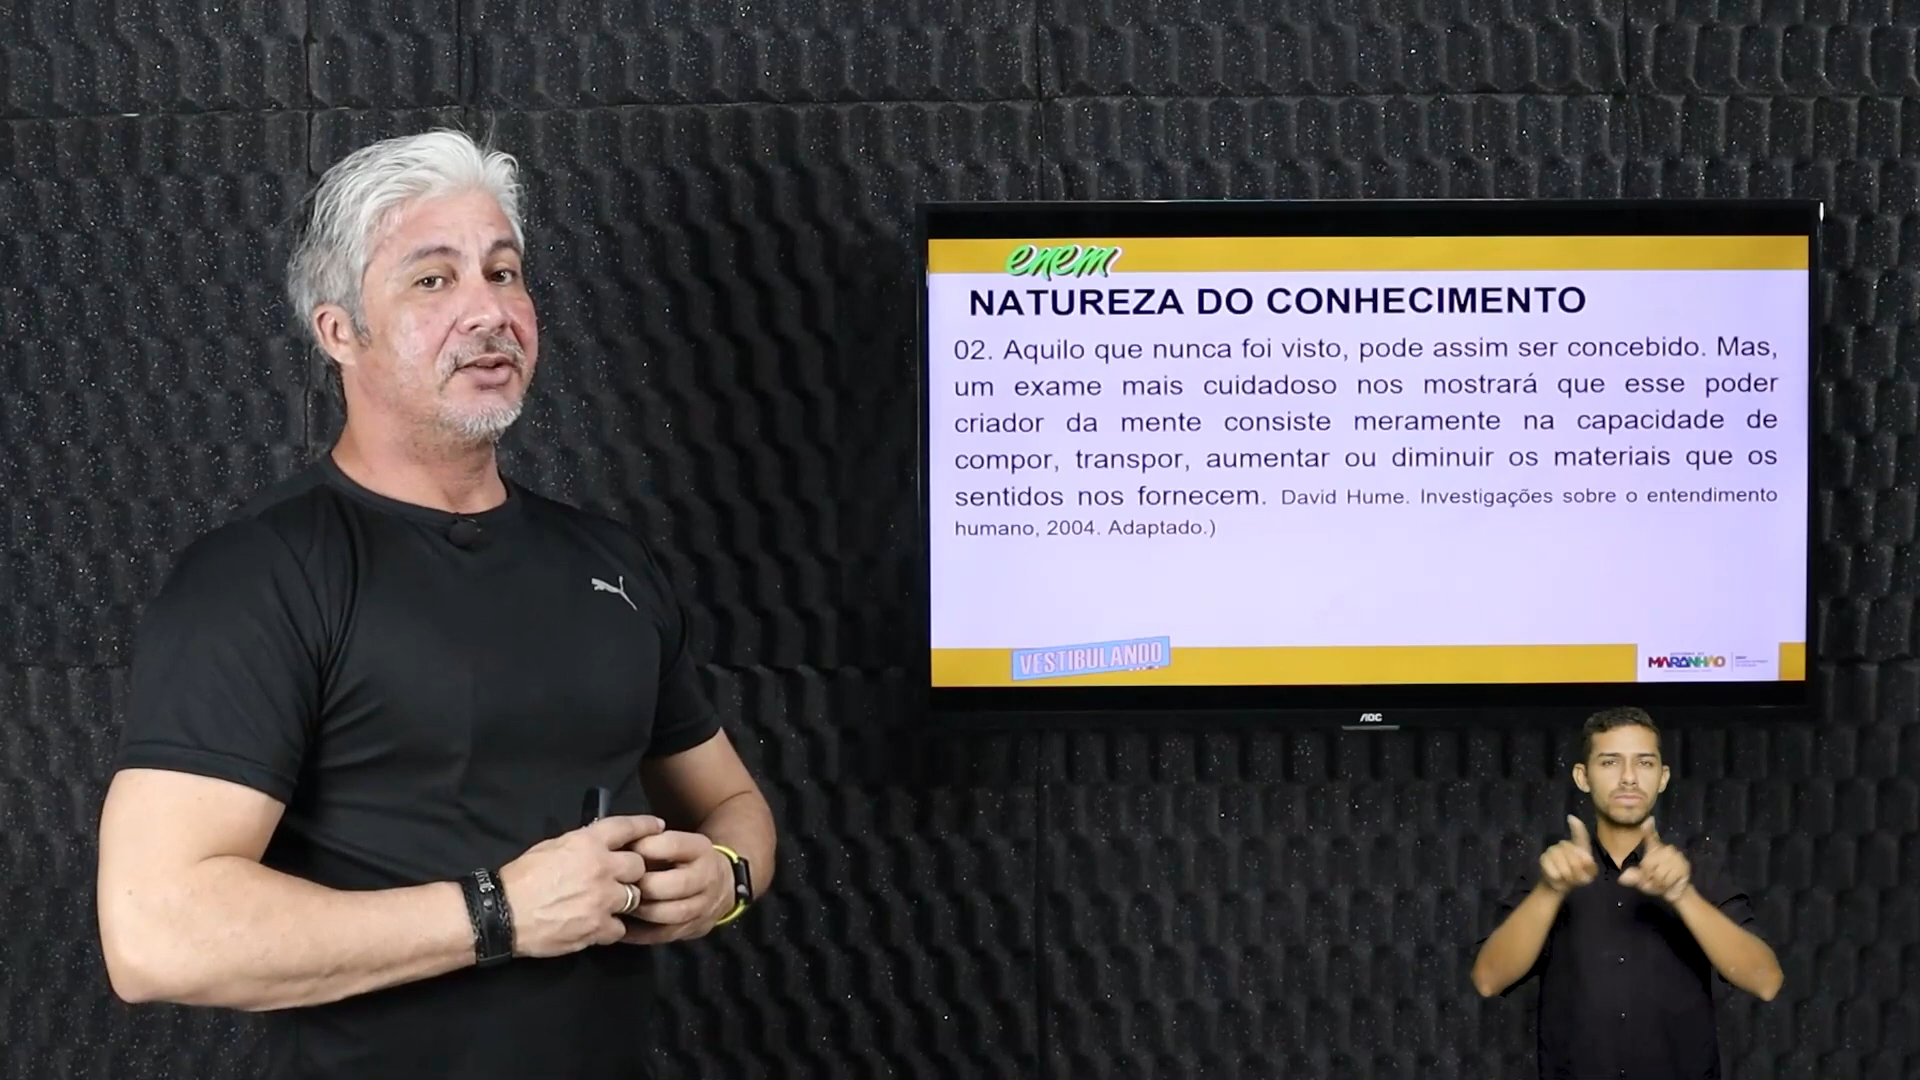 enem
NATUREZA DO CONHECIMENTO
02. Aquilo que nunca foi visto, pode assim ser concebido. Mas,
um exame mais cuidadoso nos mostrará que esse poder
criador da mente consiste meramente na capacidade de
compor, transpor, aumentar ou diminuir os materiais que os
sentidos nos fornecem. David Hume. Investigações sobre o entendimento
humano, 2004. Adaptado.)
VESTIBULANDO
MARANHÃO
AOC